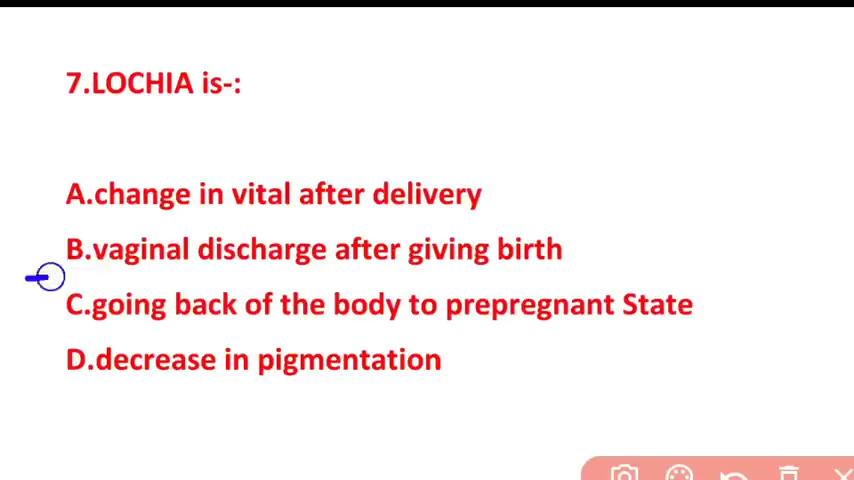 7.LOCHIA is-:
A.change in vital after delivery
B.vaginal discharge after giving birth
C.going back of the body to prepregnant State
D.decrease in pigmentation